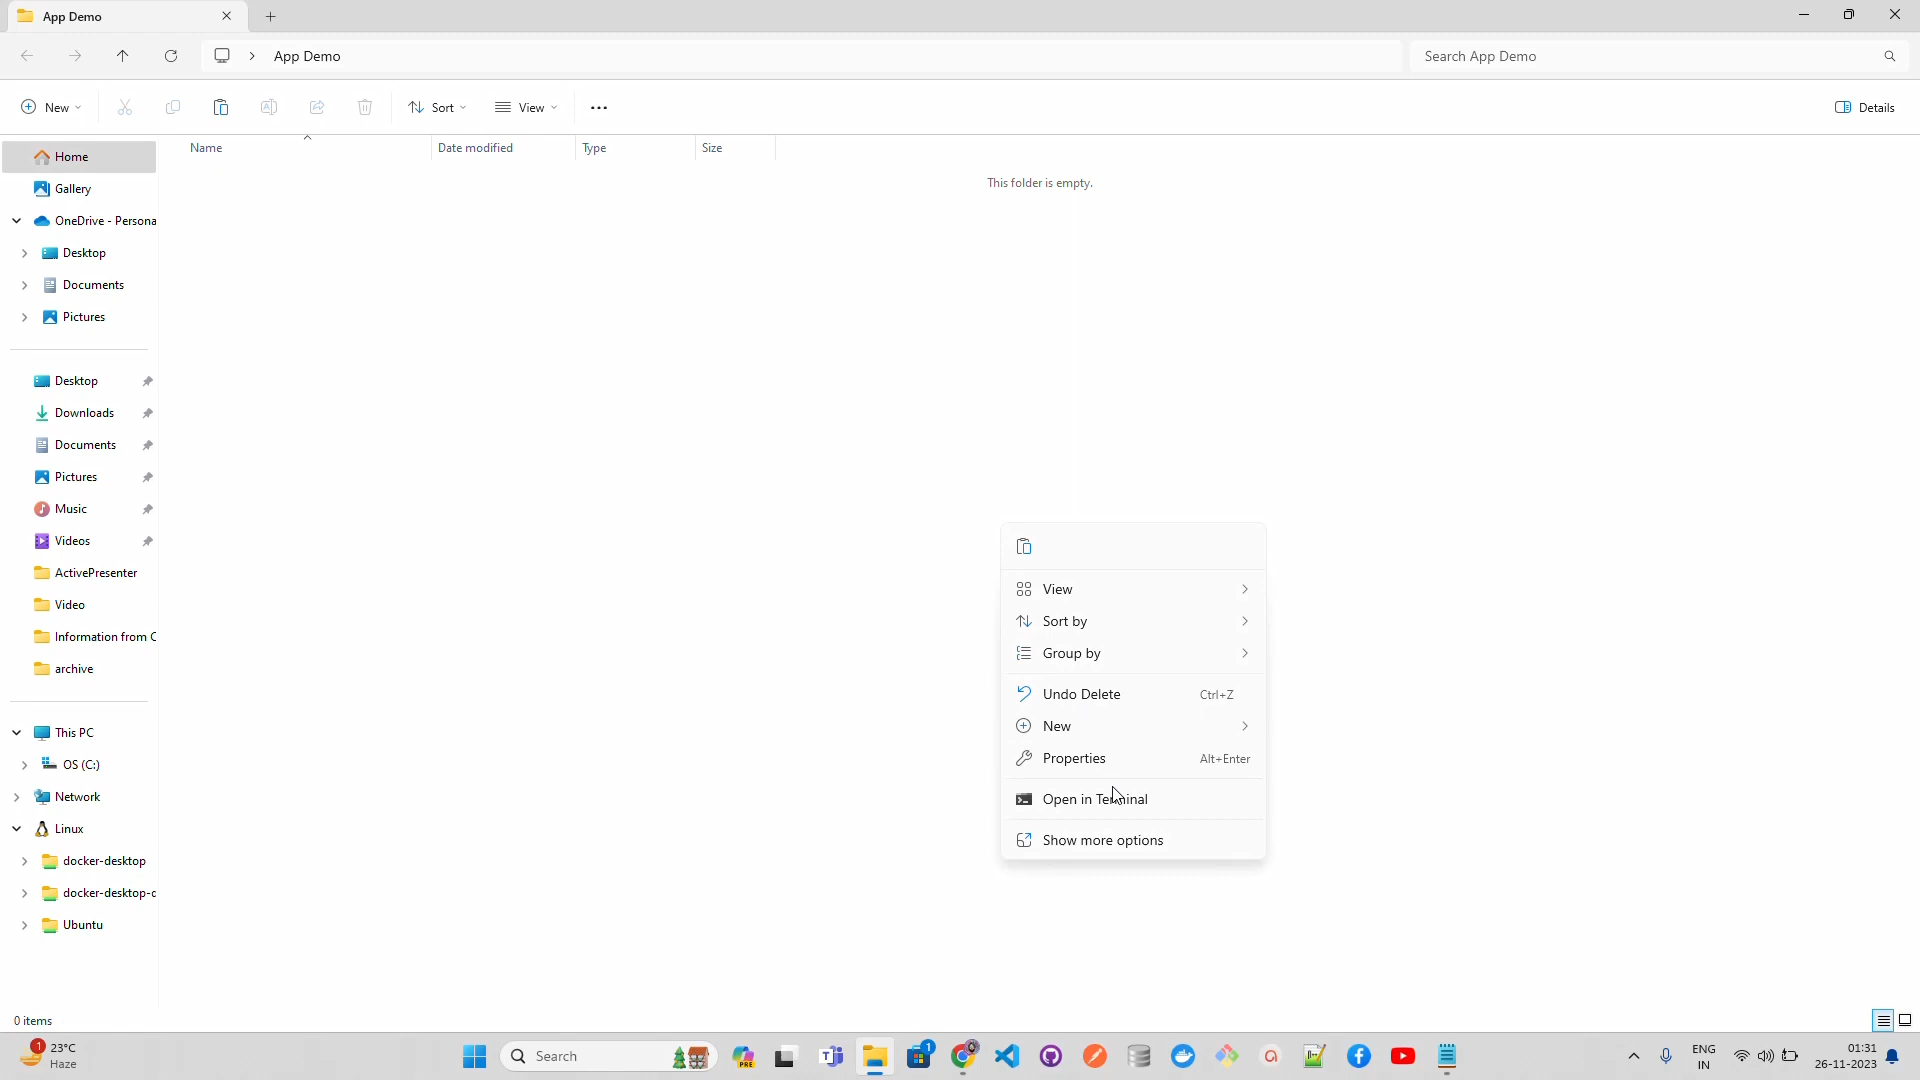 App Demo
App Demo
Search App Demo
New
Sort
View
Details
Name
Date modified
Type
Size
This folder is empty.
Home
Gallery
OneDrive - Persona
Desktop
Documents
Pictures
Desktop
Downloads
Documents
Pictures
Music
Videos
ActivePresenter
Video
Information from C
archive
This PC
OS (C:)
Network
Linux
docker-desktop
docker-desktop-d
Ubuntu
View
Sort by
Group by
Undo Delete Ctrl+Z
New
Properties Alt+Enter
Open in Terminal
Show more options
0 items
1
23°C
Haze
Search
PRE
1
ENG
IN
01:31
26-11-2023